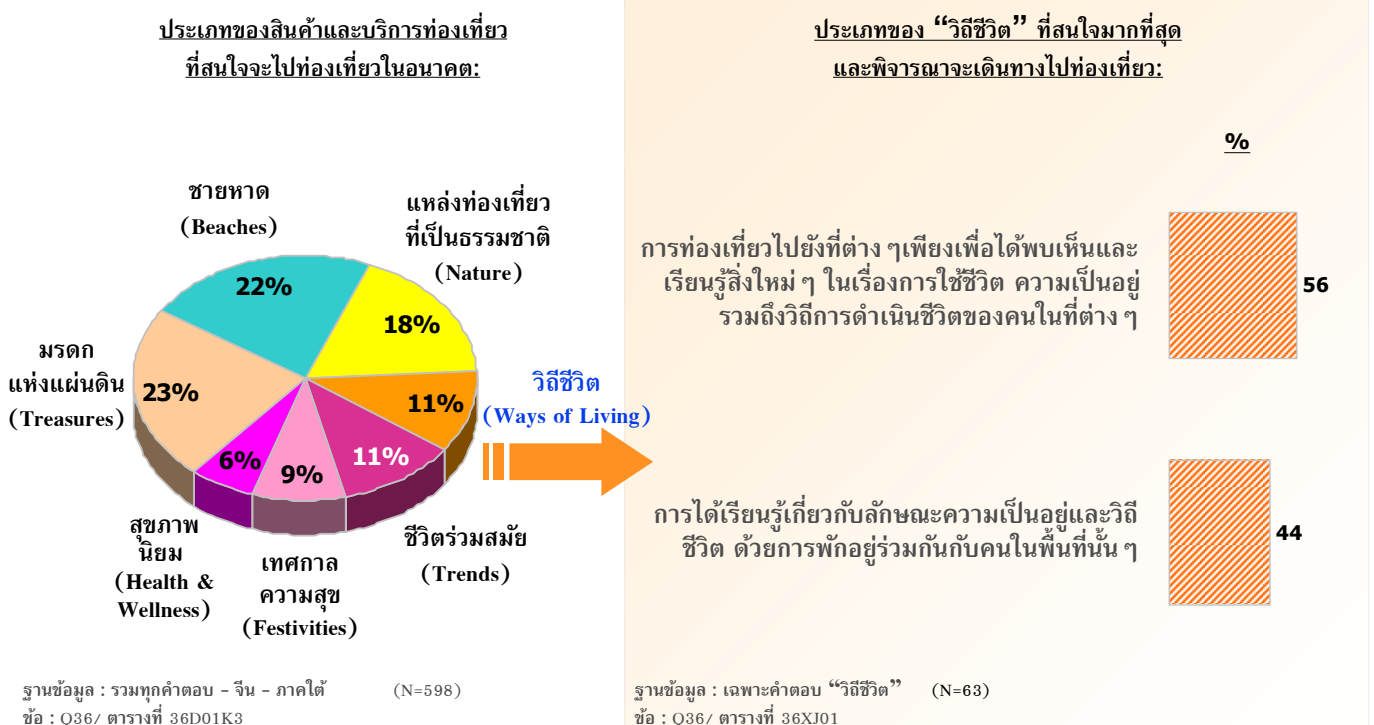 ประเภทของสินค้าและบริการท่องเที่ยว
ที่สนใจจะไปท่องเที่ยวในอนาคต:
ชายหาด
(Beaches)
22%
แหล่งท่องเที่ยว
ที่เป็นธรรมชาติ
(Nature)
18%
มรดก
แห่งแผ่นดิน
(Treasures)
23%
11%
วิถีชีวิต
(Ways of Living)
6%
9%
11%
สุขภาพ
นิยม
(Health &
Wellness)
เทศกาล
ความสุข
(Festivities)
ชีวิตร่วมสมัย
(Trends)
ฐานข้อมูล : รวมทุกคำตอบ - จีน - ภาคใต้ (N=598)
ข้อ : Q36/ ตารางที่ 36D01K3
ประเภทของ “วิถีชีวิต” ที่สนใจมากที่สุด
และพิจารณาจะเดินทางไปท่องเที่ยว:
%
การท่องเที่ยวไปยังที่ต่าง ๆเพียงเพื่อได้พบเห็นและ
เรียนรู้สิ่งใหม่ ๆ ในเรื่องการใช้ชีวิต ความเป็นอยู่
รวมถึงวิถีการดำเนินชีวิตของคนในที่ต่าง ๆ
56
การได้เรียนรู้เกี่ยวกับลักษณะความเป็นอยู่และวิถี
ชีวิต ด้วยการพักอยู่ร่วมกันกับคนในพื้นที่นั้น ๆ
44
ฐานข้อมูล : เฉพาะคำตอบ “วิถีชีวิต” (N=63)
ข้อ : Q36/ ตารางที่ 36XJ01